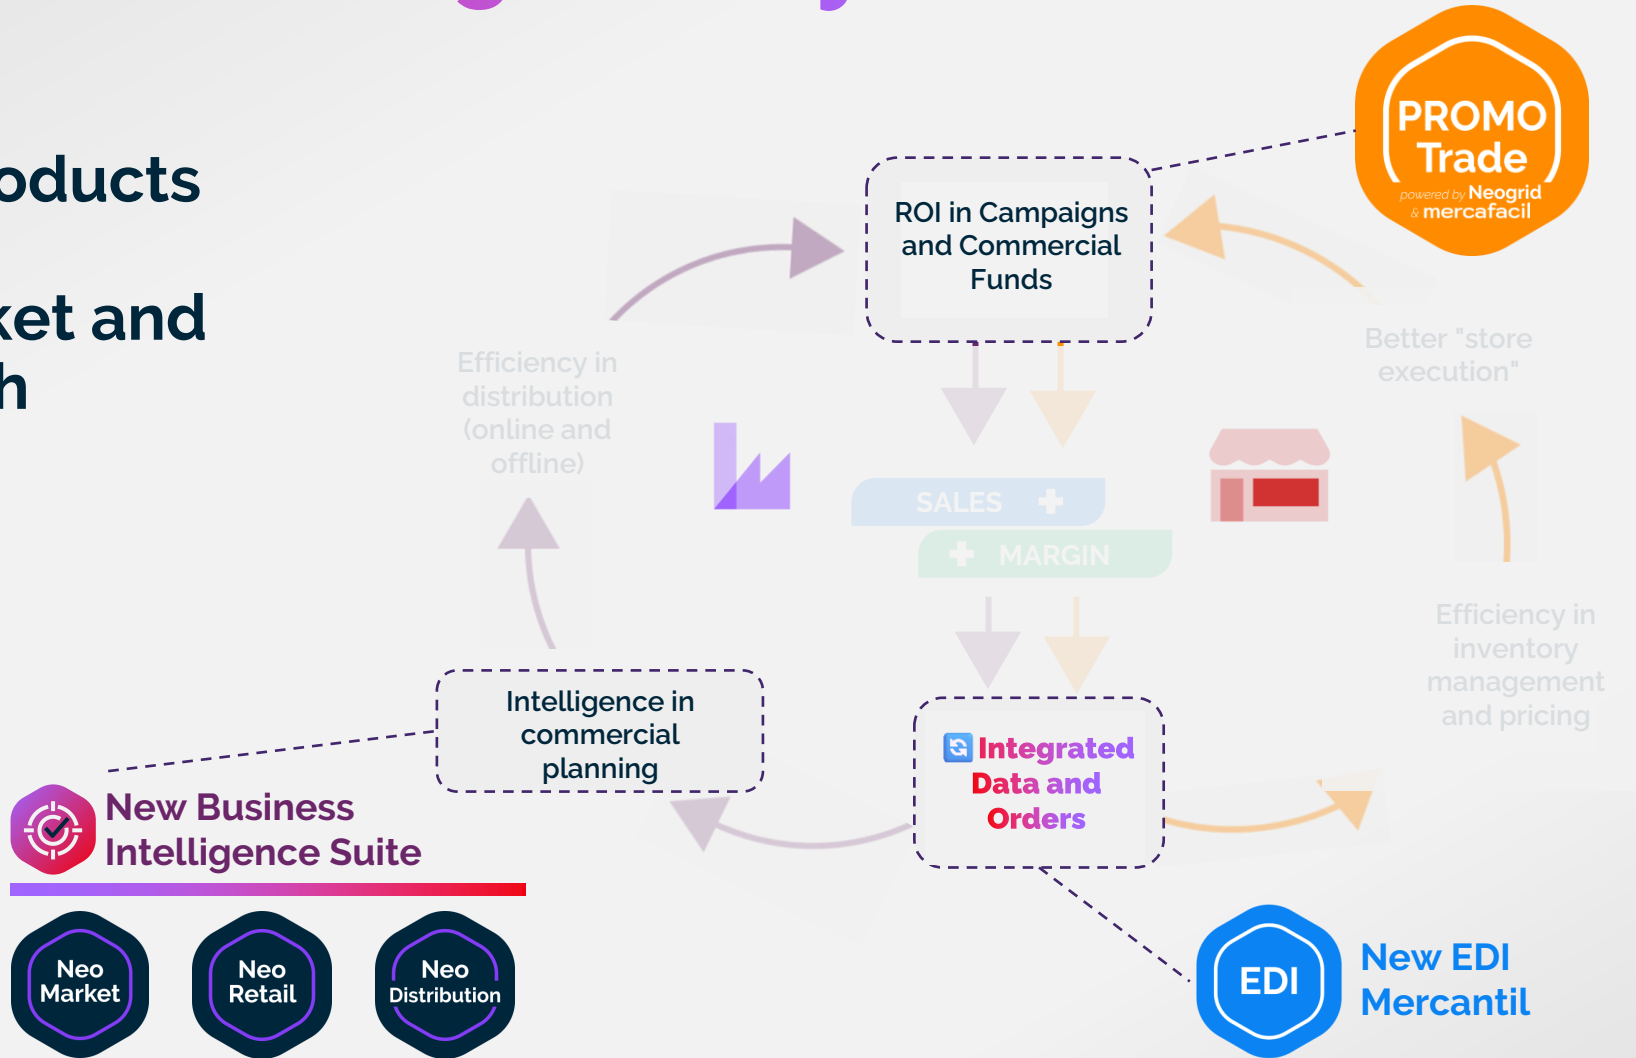 oducts
ket and
h
PROMO
Trade
powered by Neogrid
& mercafacil
ROI in Campaigns
and Commercial
Funds
Better "store
execution"
Efficiency in
distribution
(online and
offline)
SALES +
+ MARGIN
Efficiency in
inventory
management
and pricing
Intelligence in
commercial
planning
Integrated
Data and
Orders
New Business
Intelligence Suite
Neo
Market
Neo
Retail
Neo
Distribution
EDI
New EDI
Mercantil